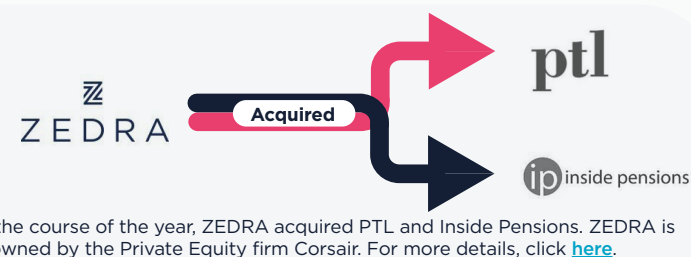 ptl
ZEDRA
Acquired
ip inside pensions
the course of the year, ZEDRA acquired PTL and Inside Pensions. ZEDRA is
owned by the Private Equity firm Corsair. For more details, click here.